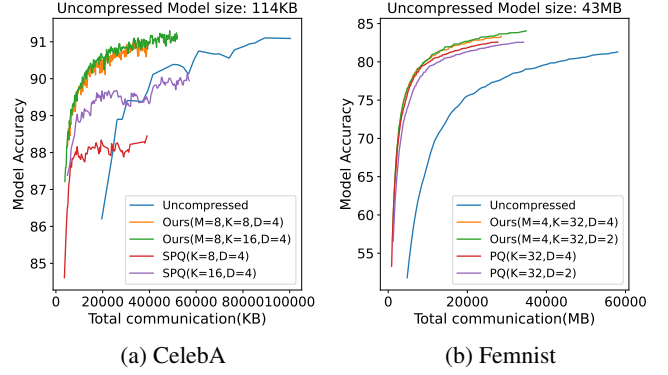 Uncompressed Model size: 114KB
91
90
89
88
87
86
85
Model Accuracy
Uncompressed
Ours(M=8,K=8,D=4)
Ours(M=8,K=16,D=4)
SPQ(K=8,D=4)
SPQ(K=16,D=4)
0 20000 40000 60000 80000 100000
Total communication(KB)
(a) CelebA
Uncompressed Model size: 43MB
85
80
75
70
65
60
55
Model Accuracy
Uncompressed
Ours(M=4,K=32,D=4)
Ours(M=4,K=32,D=2)
PQ(K=32,D=4)
PQ(K=32,D=2)
0 20000 40000 60000
Total communication(MB)
(b) Femnist